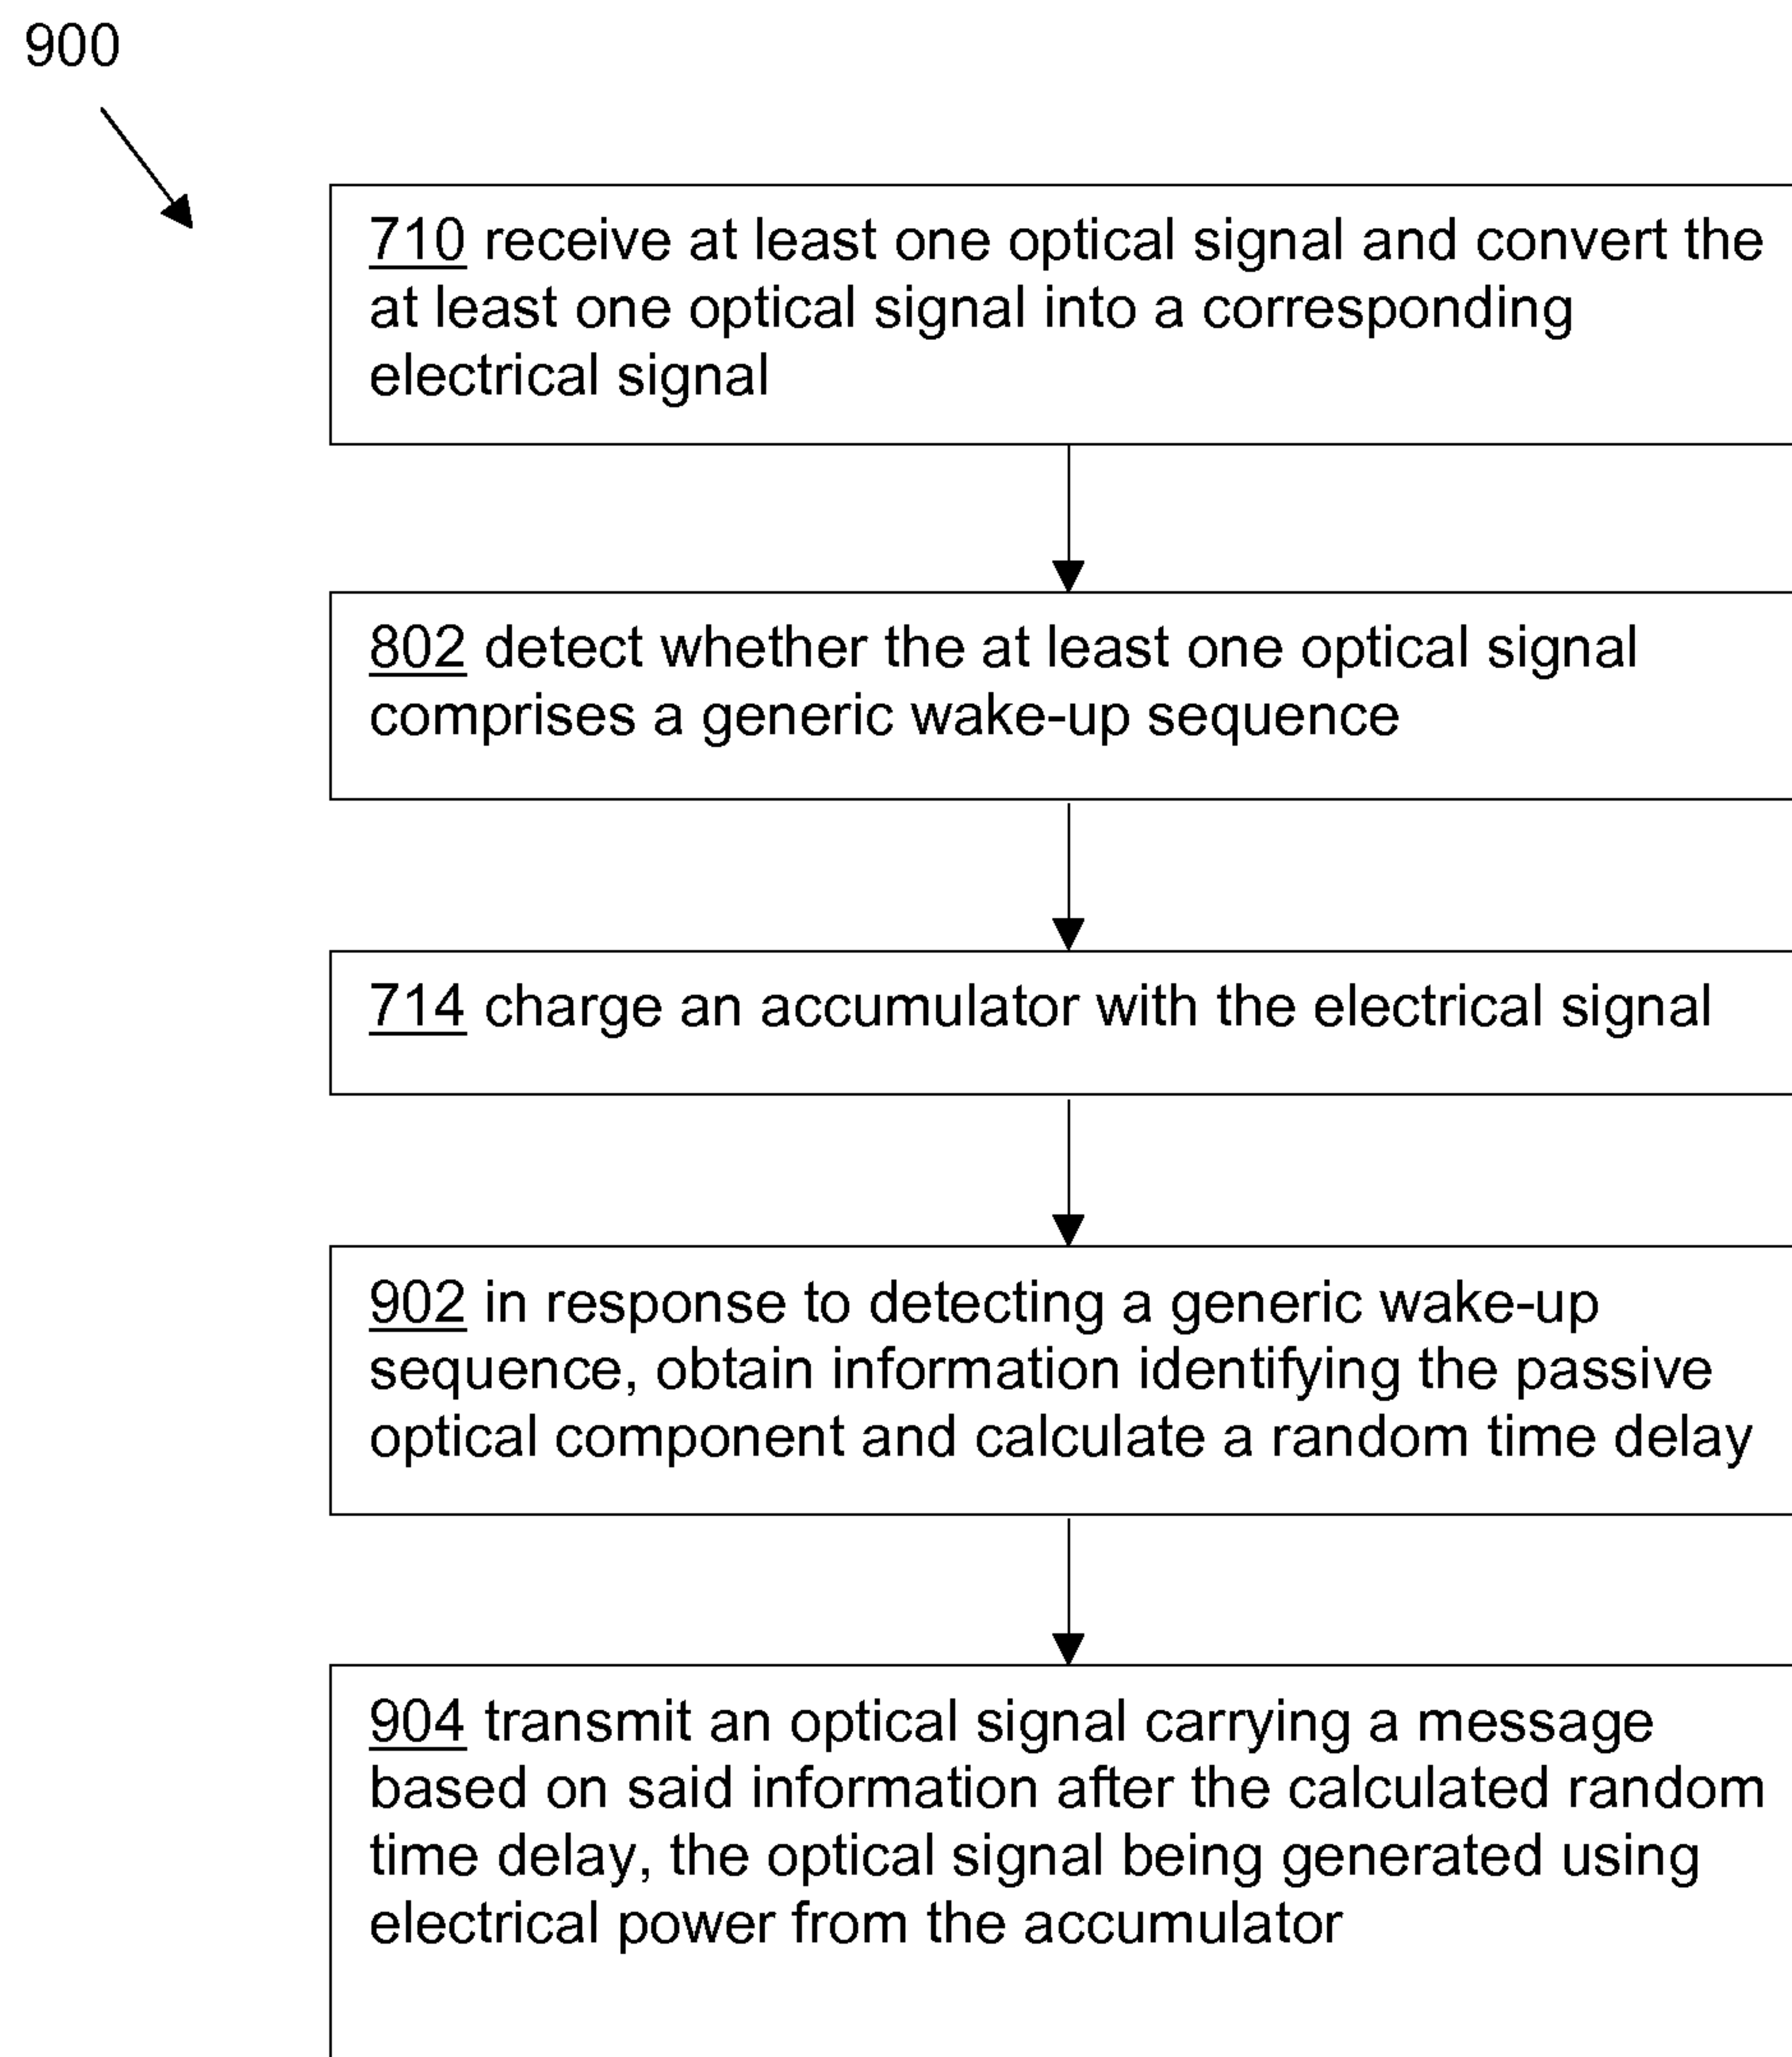 900
710 receive at least one optical signal and convert the
at least one optical signal into a corresponding
electrical signal
802 detect whether the at least one optical signal
comprises a generic wake-up sequence
714 charge an accumulator with the electrical signal
902 in response to detecting a generic wake-up
sequence, obtain information identifying the passive
optical component and calculate a random time delay
904 transmit an optical signal carrying a message
based on said information after the calculated random
time delay, the optical signal being generated using
electrical power from the accumulator